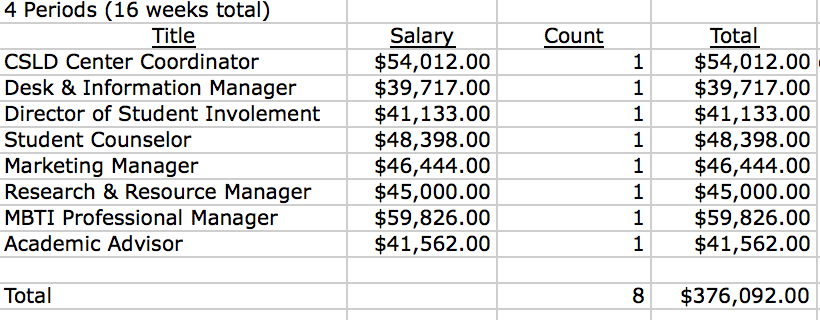 4 Periods (16 weeks total)
Title Salary Count Total
CSLD Center Coordinator $54,012.00 1 $54,012.00
Desk & Information Manager $39,717.00 1 $39,717.00
Director of Student Involement $41,133.00 1 $41,133.00
Student Counselor $48,398.00 1 $48,398.00
Marketing Manager $46,444.00 1 $46,444.00
Research & Resource Manager $45,000.00 1 $45,000.00
MBTI Professional Manager $59,826.00 1 $59,826.00
Academic Advisor $41,562.00 1 $41,562.00
Total 8 $376,092.00